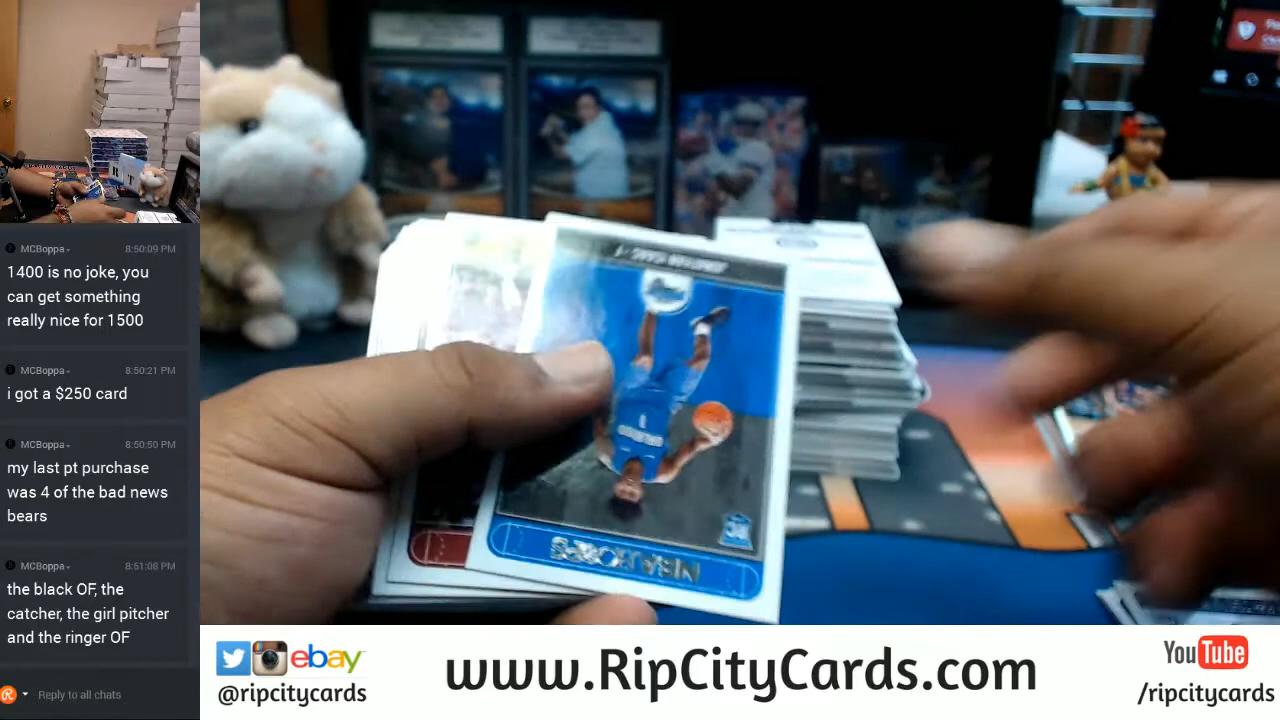 MCBoppa 8:50:09 PM
1400 is no joke, you
can get something
really nice for 1500
MCBoppa 8:50:21 PM
i got a $250 card
MCBoppa 8:50:50 PM
my last pt purchase
was 4 of the bad news
bears
MCBoppa 8:51:08 PM
the black OF, the
catcher, the girl pitcher
and the ringer OF
Reply to all chats
NBA HOOPS
RC
ebay
@ripcitycards
www.RipCityCards.com
YouTube
/ripcitycards